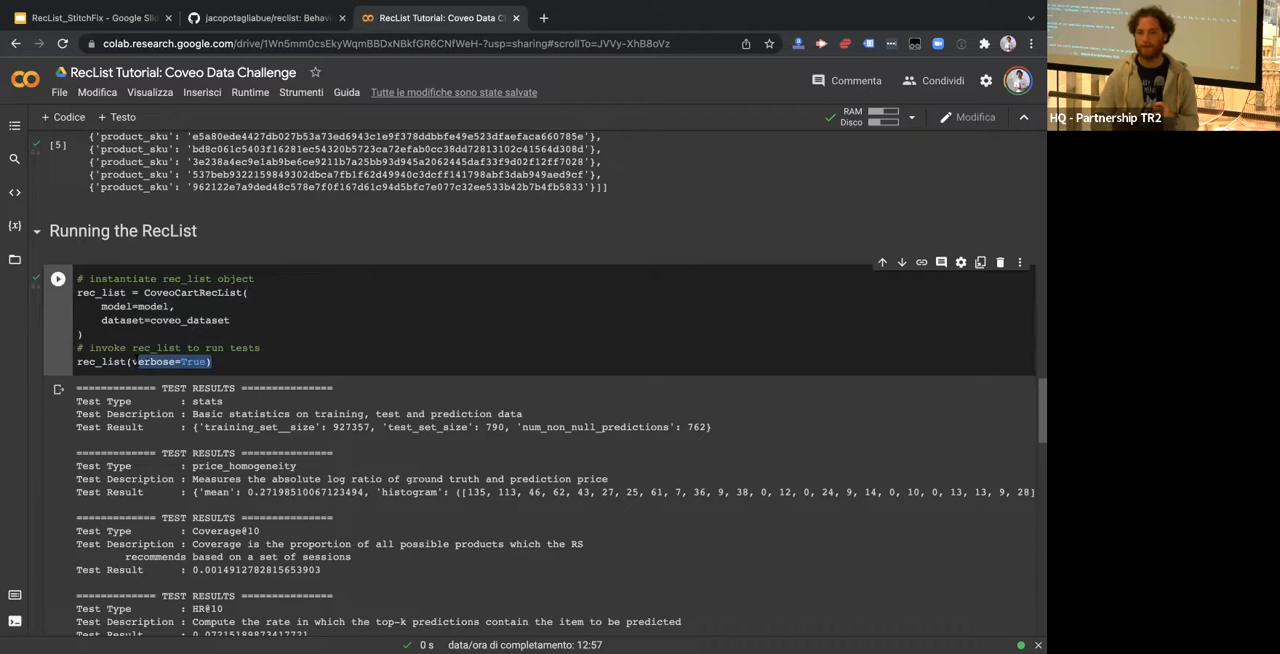 RecList_StitchFix - Google Sli
jacopotagliabue/reclist: Behav
RecList Tutorial: Coveo Data C
colab.research.google.com/drive/1Wn5mm0csEkyWqmBBDxNBkfGR6CNfWeH-?usp=sharing#scrollTo=JVVy-XhB8oVz
RecList Tutorial: Coveo Data Challenge
File Modifica Visualizza Inserisci Runtime Strumenti Guida Tutte le modifiche sono state salvate
Commenta Condividi
+ Codice + Testo
RAM
Disco
Modifica
HQ - Partnership TR2
[5]
{'product_sku': 'e5a80ede4427db027b53a73ed6943c1e9f378ddbbfe49e523dfaefaca660785e'},
{'product_sku': 'bd8c061c5403f16281ec54320b5723ca72efab0cc38dd72813102c41564d308d'},
{'product_sku': '3e238a4ec9e1ab9be6ce9211b7a25bb93d945a2062445daf33f9d02f12ff7028'},
{'product_sku': '537beb9322159849302dbca7fb1f62d49940c3dcff141798abf3dab949aed9cf'},
{'product_sku': '962122e7a9ded48c578e7f0f167d61c94d5bfc7e077c32ee533b42b7b4fb5833'}]]
Running the RecList
# instantiate rec_list object
rec_list = CoveoCartRecList(
model=model,
dataset=coveo_dataset
)
# invoke rec_list to run tests
rec_list(verbose=True)
============= TEST RESULTS ===============
Test Type : stats
Test Description : Basic statistics on training, test and prediction data
Test Result : {'training_set__size': 927357, 'test_set_size': 790, 'num_non_null_predictions': 762}
============= TEST RESULTS ===============
Test Type : price_homogeneity
Test Description : Measures the absolute log ratio of ground truth and prediction price
Test Result : {'mean': 0.27198510067123494, 'histogram': ([135, 113, 46, 62, 43, 27, 25, 61, 7, 36, 9, 38, 0, 12, 0, 24, 9, 14, 0, 10, 0, 13, 13, 9, 28]
============= TEST RESULTS ===============
Test Type : Coverage@10
Test Description : Coverage is the proportion of all possible products which the RS
recommends based on a set of sessions
Test Result : 0.0014912782815653903
============= TEST RESULTS ===============
Test Type : HR@10
Test Description : Compute the rate in which the top-k predictions contain the item to be predicted
Test Result : 0.07215189873417721
0 s data/ora di completamento: 12:57